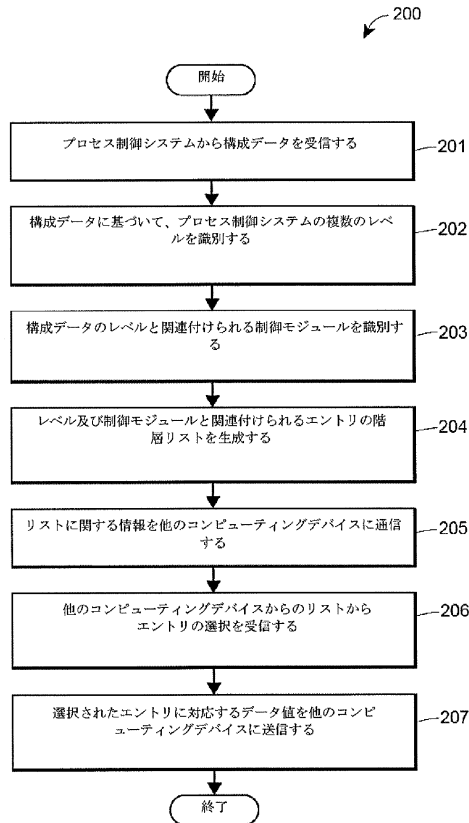 200
開始
プロセス制御システムから構成データを受信する
201
構成データに基づいて、プロセス制御システムの複数のレベ
ルを識別する
202
構成データのレベルと関連付けられる制御モジュールを識別す
る
203
レベル及び制御モジュールと関連付けられるエントリの階
層リストを生成する
204
リストに関する情報を他のコンピューティングデバイスに通信
する
205
他のコンピューティングデバイスからのリストから
エントリの選択を受信する
206
選択されたエントリに対応するデータ値を他のコンピ
ューティングデバイスに送信する
207
終了